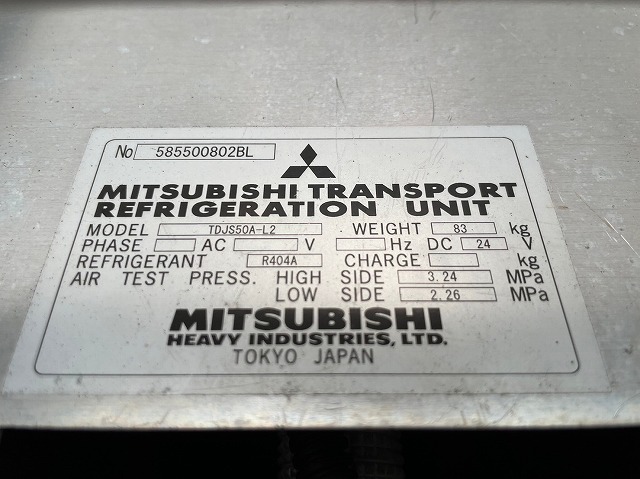 No 585500802BL
MITSUBISHI TRANSPORT
REFRIGERATION UNIT
MODEL TDJS50A-L2 WEIGHT 83 kg
PHASE AC V Hz DC 24 V
REFRIGERANT R404A CHARGE kg
AIR TEST PRESS. HIGH SIDE 3.24 MPa
LOW SIDE 2.26 MPa
MITSUBISHI
HEAVY INDUSTRIES, LTD.
TOKYO JAPAN